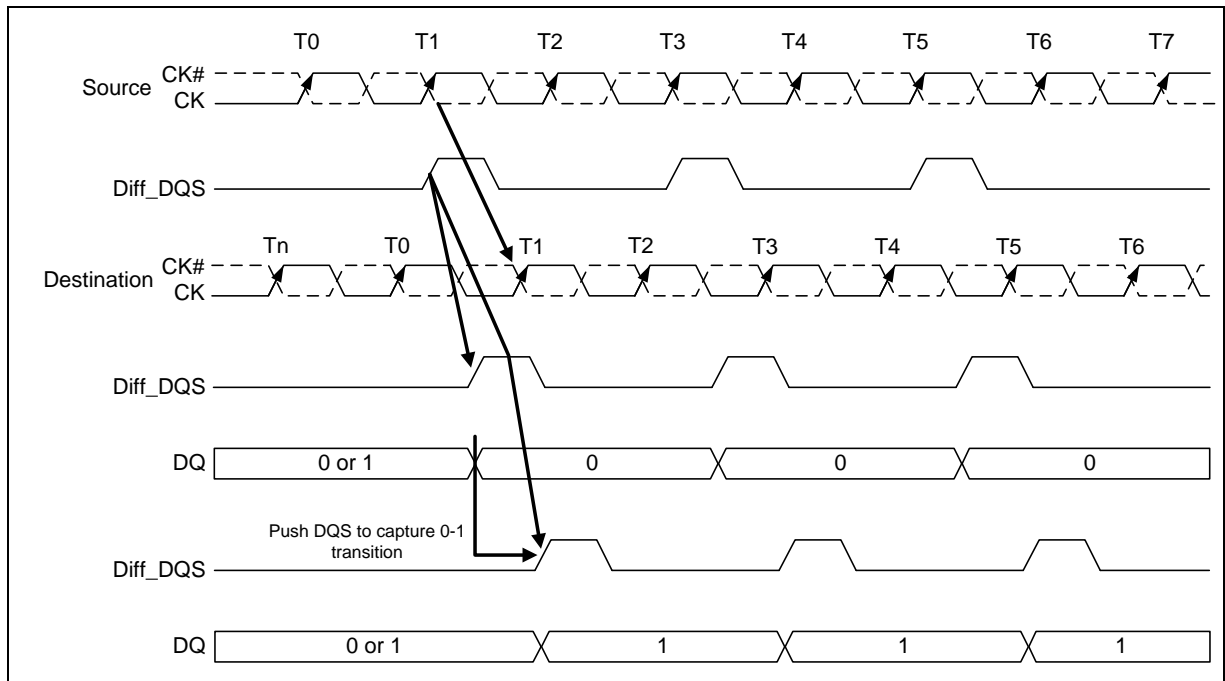 T0 T1 T2 T3 T4 T5 T6 T7
CK#
Source
CK
Diff_DQS
Tn T0 T1 T2 T3 T4 T5 T6
CK#
Destination
CK
Diff_DQS
DQ 0 or 1 0 0 0
Push DQS to capture 0-1
transition
Diff_DQS
DQ 0 or 1 1 1 1